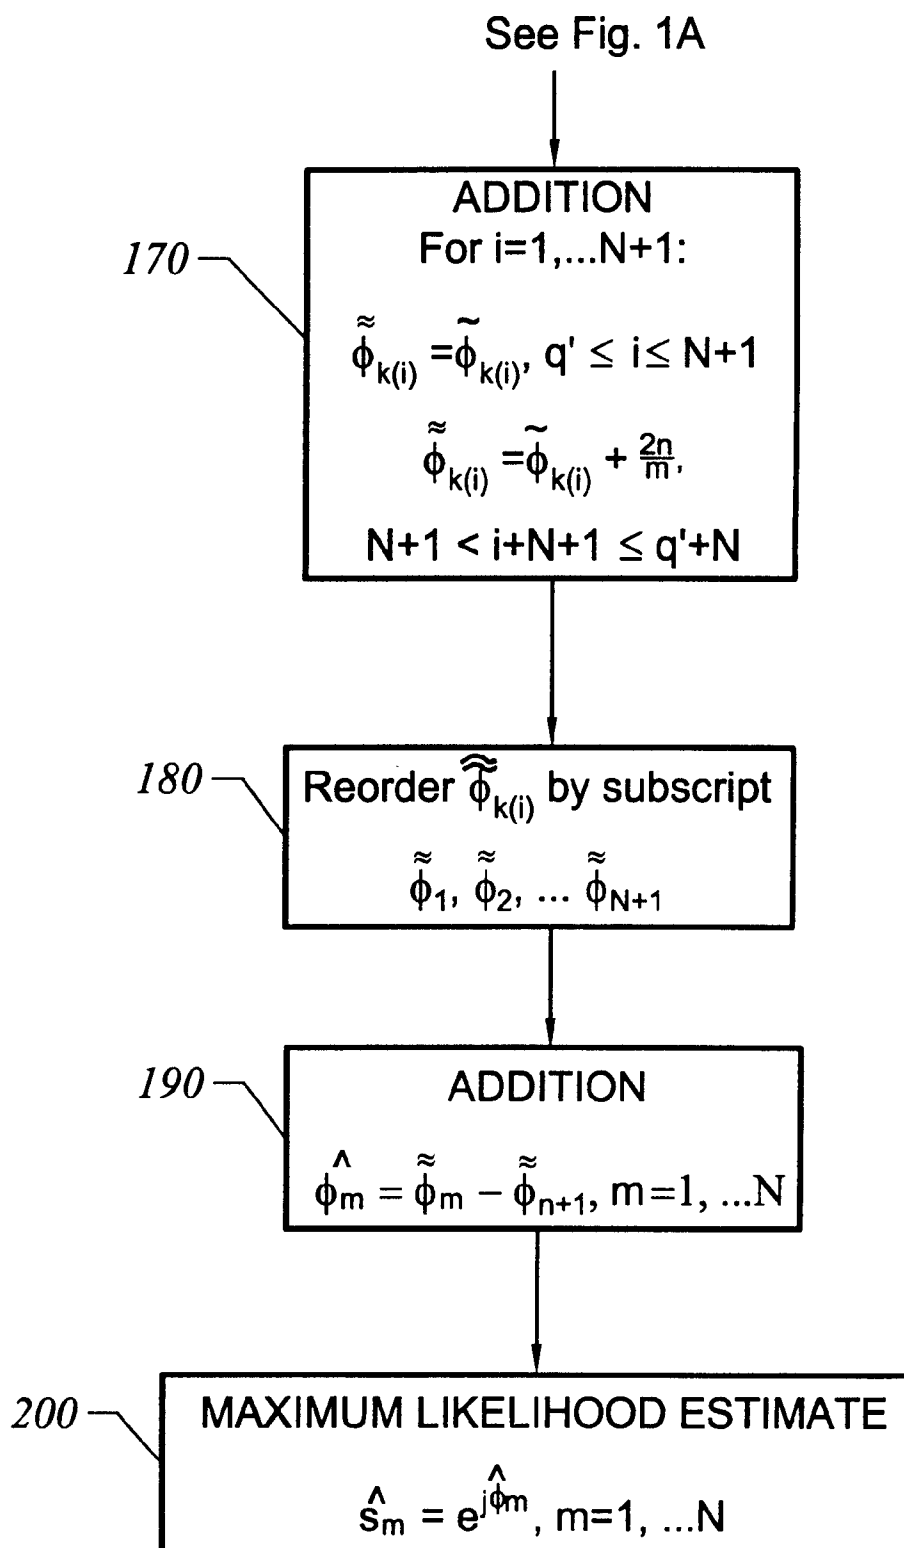 See Fig. 1A
170
ADDITION
For i=1,...N+1:
φ̃̃k(i) = φ̃k(i), q' ≤ i ≤ N+1
φ̃̃k(i) = φ̃k(i) + 2n/m,
N+1 < i+N+1 ≤ q'+N
180
Reorder φ̃̃k(i) by subscript
φ̃̃1, φ̃̃2, ... φ̃̃N+1
190
ADDITION
φ̂m = φ̃̃m − φ̃̃n+1, m=1, ...N
200
MAXIMUM LIKELIHOOD ESTIMATE
ŝm = e^jφ̂m, m=1, ...N